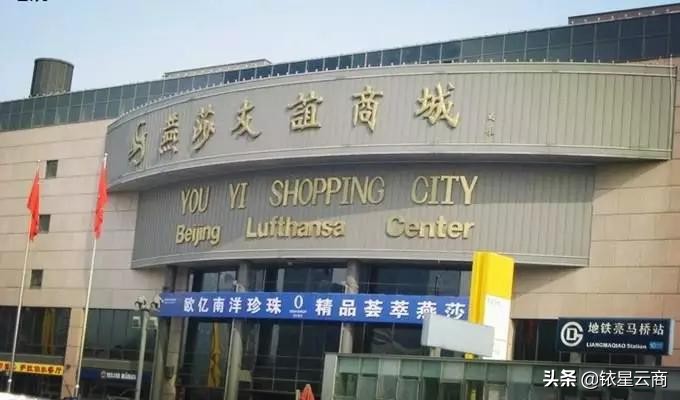 燕莎友谊商城
YOU YI SHOPPING CITY
Beijing Lufthansa Center
欧亿南洋珍珠 精品荟萃燕莎
地铁亮马桥站
LIANGMAQIAO Station
头条 @铱星云商